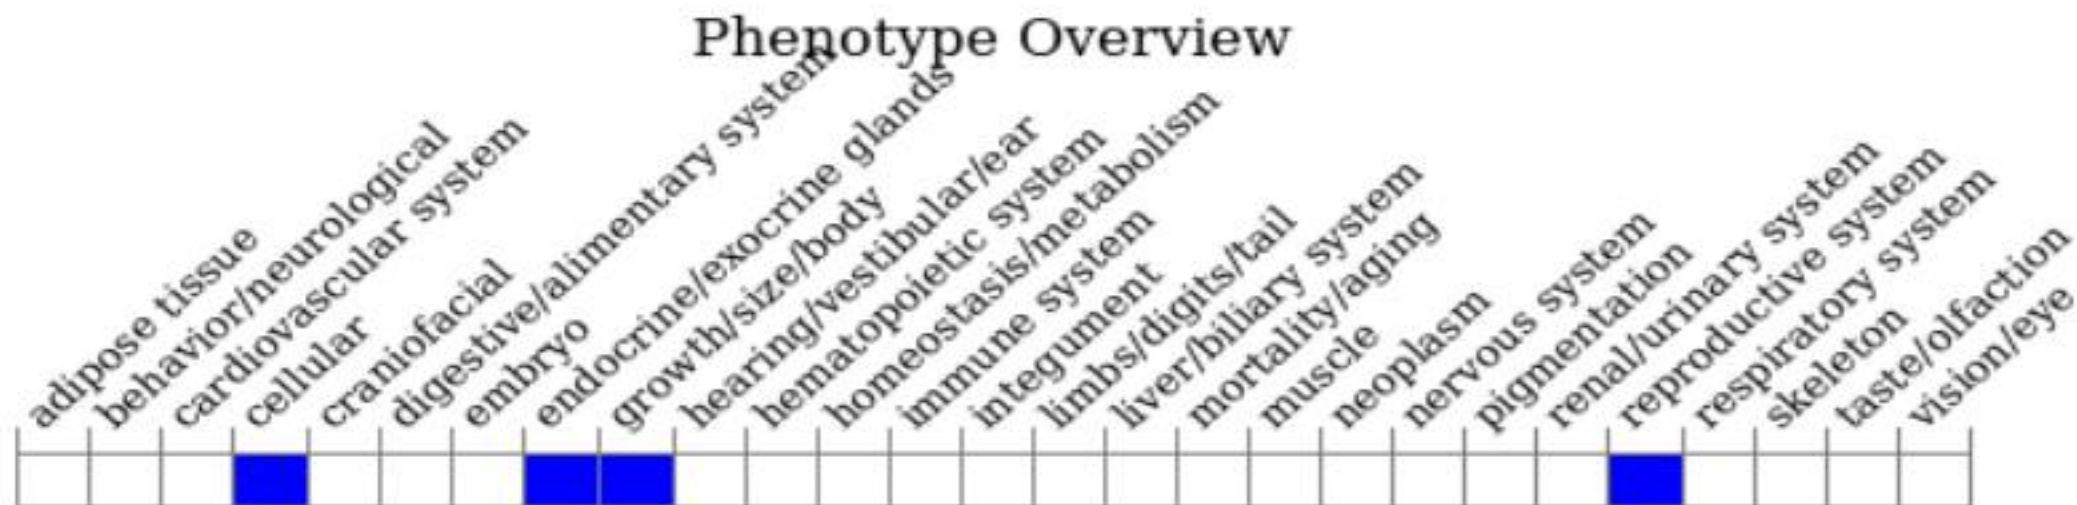 Phenotype Overview
adipose tissue
behavior/neurological
cardiovascular system
cellular
craniofacial
digestive/alimentary system
embryo
endocrine/exocrine glands
growth/size/body
hearing/vestibular/ear
hematopoietic system
homeostasis/metabolism
immune system
integument
limbs/digits/tail
liver/biliary system
mortality/aging
muscle
neoplasm
nervous system
pigmentation
renal/urinary system
reproductive system
respiratory system
skeleton
taste/olfaction
vision/eye